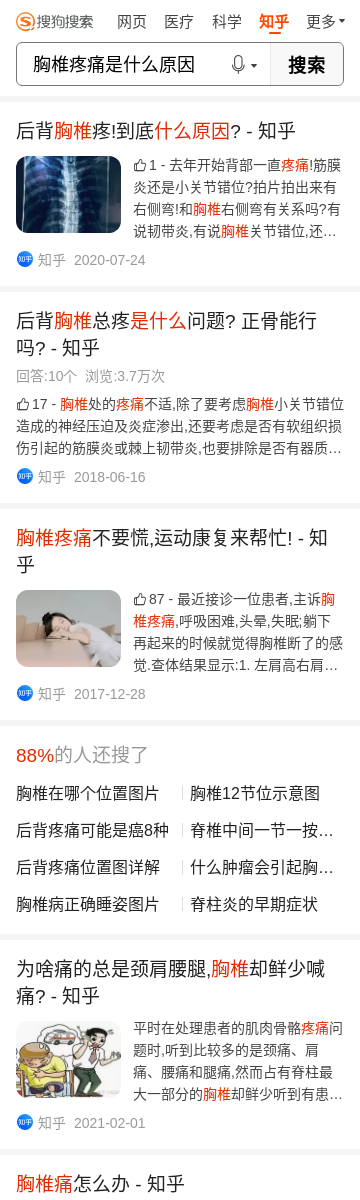 搜狗搜索 网页 医疗 科学 知乎 更多
胸椎疼痛是什么原因 搜索
后背胸椎疼!到底什么原因? - 知乎
1 - 去年开始背部一直疼痛!筋膜
炎还是小关节错位?拍片拍出来有
右侧弯!和胸椎右侧弯有关系吗?有
说韧带炎,有说胸椎关节错位,还...
知乎 2020-07-24
后背胸椎总疼是什么问题? 正骨能行
吗? - 知乎
回答:10个 浏览:3.7万次
17 - 胸椎处的疼痛不适,除了要考虑胸椎小关节错位
造成的神经压迫及炎症渗出,还要考虑是否有软组织损
伤引起的筋膜炎或棘上韧带炎,也要排除是否有器质...
知乎 2018-06-16
胸椎疼痛不要慌,运动康复来帮忙! - 知
乎
87 - 最近接诊一位患者,主诉胸
椎疼痛,呼吸困难,头晕,失眠;躺下
再起来的时候就觉得胸椎断了的感
觉.查体结果显示:1. 左肩高右肩...
知乎 2017-12-28
88%的人还搜了
胸椎在哪个位置图片 胸椎12节位示意图
后背疼痛可能是癌8种 脊椎中间一节一按...
后背疼痛位置图详解 什么肿瘤会引起胸...
胸椎病正确睡姿图片 脊柱炎的早期症状
为啥痛的总是颈肩腰腿,胸椎却鲜少喊
痛? - 知乎
平时在处理患者的肌肉骨骼疼痛问
题时,听到比较多的是颈痛、肩
痛、腰痛和腿痛,然而占有脊柱最
大一部分的胸椎却鲜少听到有患...
知乎 2021-02-01
胸椎痛怎么办 - 知乎